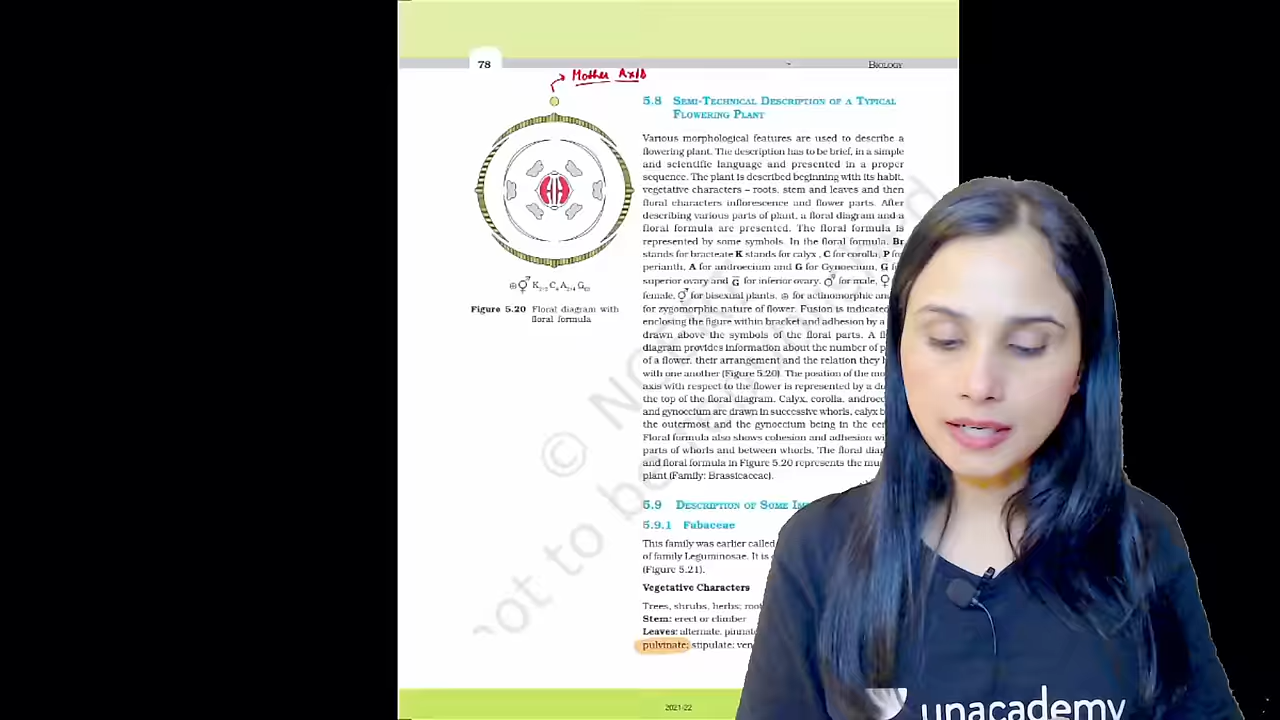 78
BIOLOGY
Mother Axis
5.8 SEMI-TECHNICAL DESCRIPTION OF A TYPICAL
FLOWERING PLANT
Various morphological features are used to describe a
flowering plant. The description has to be brief, in a simple
and scientific language and presented in a proper
sequence. The plant is described beginning with its habit,
vegetative characters – roots, stem and leaves and then
floral characters inflorescence and flower parts. After
describing various parts of plant, a floral diagram and a
floral formula are presented. The floral formula is
represented by some symbols. In the floral formula, Br
stands for bracteate K stands for calyx , C for corolla, P for
perianth, A for androecium and G for Gynoecium, G
superior ovary and G̅ for inferior ovary, ♂ for male, ♀
female, ⚥ for bisexual plants, ⊕ for actinomorphic and
for zygomorphic nature of flower. Fusion is indicated
enclosing the figure within bracket and adhesion by a
drawn above the symbols of the floral parts. A
diagram provides information about the number of
of a flower, their arrangement and the relation they
with one another (Figure 5.20). The position of the
axis with respect to the flower is represented by a
the top of the floral diagram. Calyx, corolla,
and gynoecium are drawn in successive whorls, calyx
the outermost and the gynoecium being in the
Floral formula also shows cohesion and adhesion
parts of whorls and between whorls. The floral
and floral formula in Figure 5.20 represents the
plant (Family: Brassicaceae).
⊕ ⚥ K2+2 C4 A2+4 G(2)
Figure 5.20 Floral diagram with
floral formula
5.9 DESCRIPTION OF SOME
5.9.1 Fabaceae
This family was earlier called
of family Leguminosae. It is
(Figure 5.21).
Vegetative Characters
Trees, shrubs, herbs; root
Stem: erect or climber
Leaves: alternate,
pulvinate; stipulate;
2021-22
© NC
not to be
unacademy